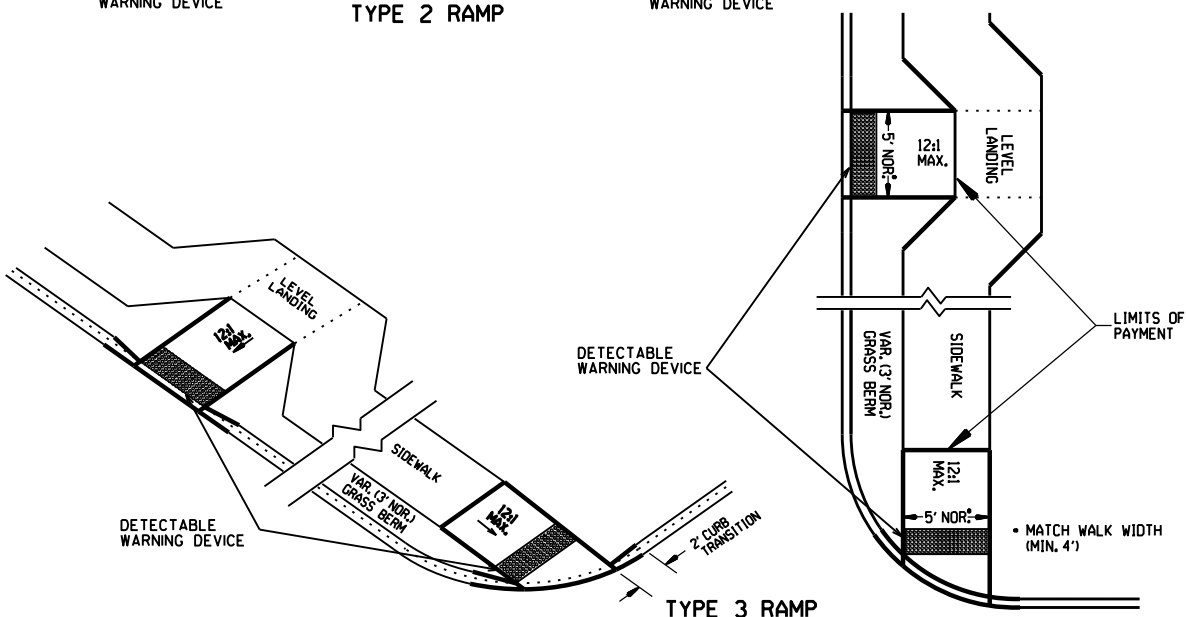 WARNING DEVICE
TYPE 2 RAMP
WARNING DEVICE
5' NOR.*
12:1
MAX.
LEVEL
LANDING
LEVEL
LANDING
12:1
MAX.
LIMITS OF
PAYMENT
DETECTABLE
WARNING DEVICE
VAR. (3' NOR.)
GRASS BERM
SIDEWALK
SIDEWALK
VAR. (3' NOR.)
GRASS BERM
12:1
MAX.
12:1
MAX.
5' NOR.*
DETECTABLE
WARNING DEVICE
2' CURB
TRANSITION
• MATCH WALK WIDTH
(MIN. 4')
TYPE 3 RAMP